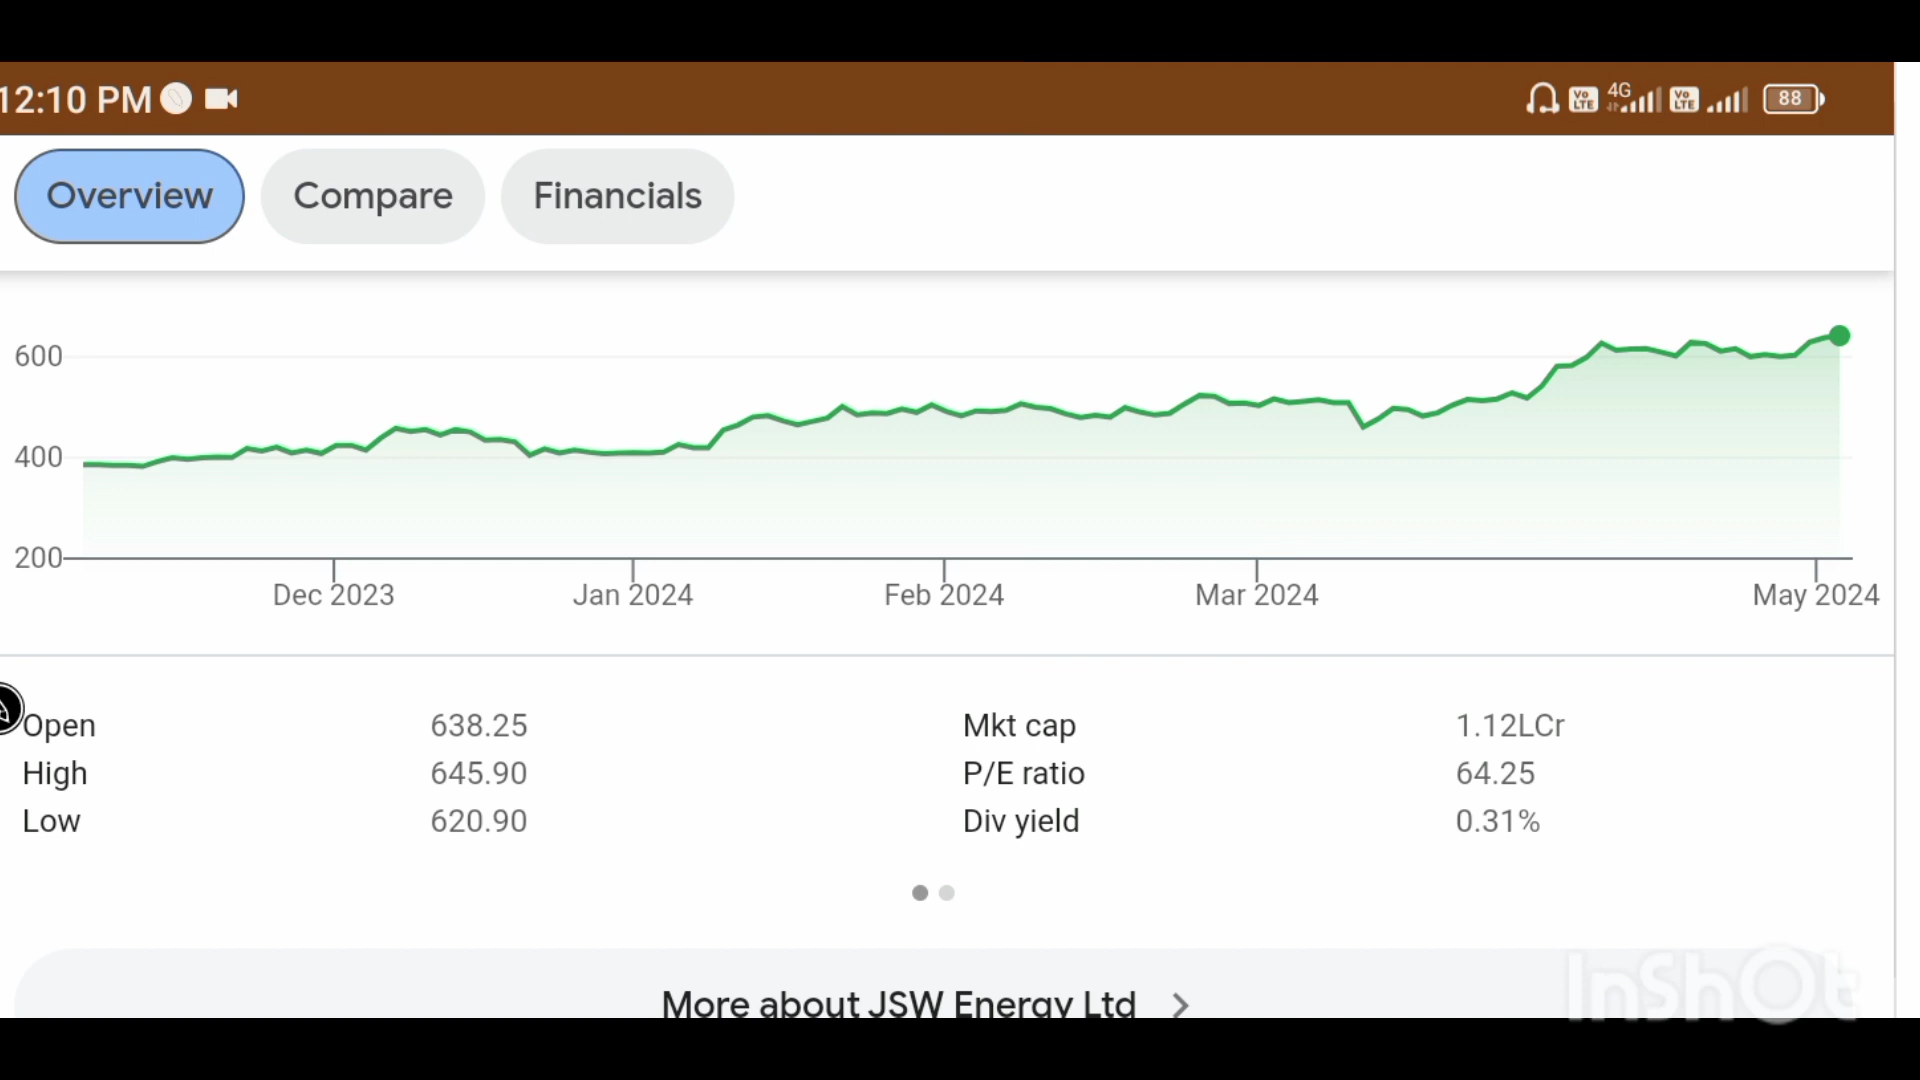 12:10 PM
4G 88
Overview Compare Financials
600
400
200
Dec 2023 Jan 2024 Feb 2024 Mar 2024 May 2024
Open 638.25 Mkt cap 1.12LCr
High 645.90 P/E ratio 64.25
Low 620.90 Div yield 0.31%
More about JSW Energy Ltd
InShOt